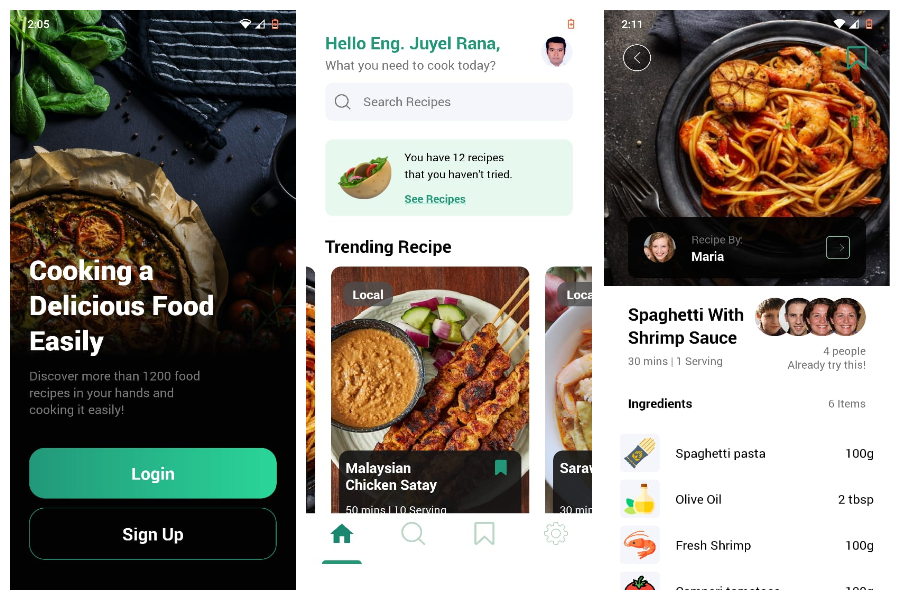 2:05
Cooking a
Delicious Food
Easily
Discover more than 1200 food
recipes in your hands and
cooking it easily!
Login
Sign Up
Hello Eng. Juyel Rana,
What you need to cook today?
Search Recipes
You have 12 recipes
that you haven't tried.
See Recipes
Trending Recipe
Local
Malaysian
Chicken Satay
50 mins | 10 Serving
Loca
Saraw
30 min
2:11
Recipe By:
Maria
Spaghetti With
Shrimp Sauce
30 mins | 1 Serving
4 people
Already try this!
Ingredients
6 Items
Spaghetti pasta
100g
Olive Oil
2 tbsp
Fresh Shrimp
100g
Campari tomatoes
100g